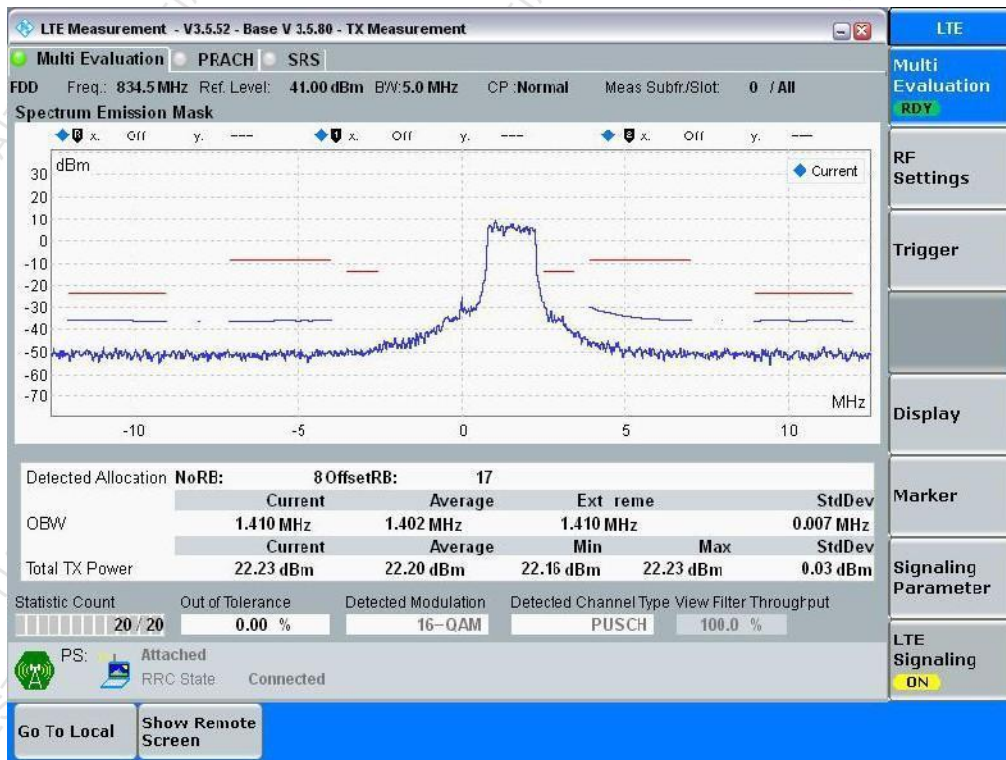 LTE Measurement - V3.5.52 - Base V 3.5.80 - TX Measurement
LTE
Multi Evaluation PRACH SRS
Multi
Evaluation
RDY
FDD Freq.: 834.5 MHz Ref. Level: 41.00 dBm BW: 5.0 MHz CP : Normal Meas Subfr./Slot: 0 / All
Spectrum Emission Mask
x. Off y. --- 1 x. Off y. --- 2 x. Off y. ---
dBm
Current
30
20
10
0
-10
-20
-30
-40
-50
-60
-70
MHz
-10 -5 0 5 10
RF
Settings
Trigger
Display
Marker
Signaling
Parameter
LTE
Signaling
ON
Detected Allocation NoRB: 8 OffsetRB: 17
Current Average Ext reme StdDev
OBW 1.410 MHz 1.402 MHz 1.410 MHz 0.007 MHz
Current Average Min Max StdDev
Total TX Power 22.23 dBm 22.20 dBm 22.16 dBm 22.23 dBm 0.03 dBm
Statistic Count Out of Tolerance Detected Modulation Detected Channel Type View Filter Throughput
20 / 20 0.00 % 16-QAM PUSCH 100.0 %
PS: Attached
RRC State Connected
Go To Local
Show Remote
Screen